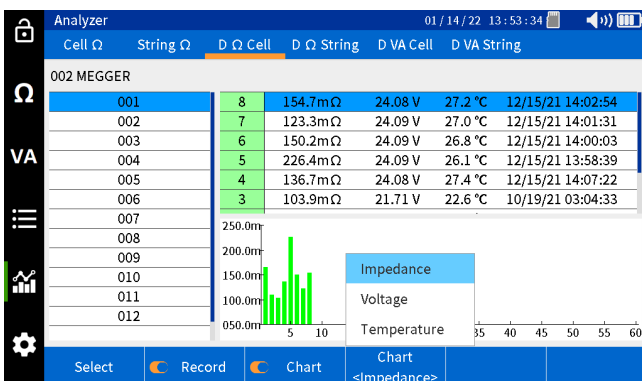 Analyzer 01/14/22 13:53:34
Cell Ω String Ω D Ω Cell D Ω String D VA Cell D VA String
002 MEGGER
Ω
VA
001
002
003
004
005
006
007
008
009
010
011
012
8 154.7mΩ 24.08 V 27.2 ℃ 12/15/21 14:02:54
7 123.3mΩ 24.09 V 27.0 ℃ 12/15/21 14:01:31
6 150.2mΩ 24.09 V 26.8 ℃ 12/15/21 14:00:03
5 226.4mΩ 24.09 V 26.1 ℃ 12/15/21 13:58:39
4 136.7mΩ 24.08 V 27.4 ℃ 12/15/21 14:07:22
3 103.9mΩ 21.71 V 22.6 ℃ 10/19/21 03:04:33
250.0m
200.0m
150.0m
100.0m
050.0m
5 10 35 40 45 50 55 60
Impedance
Voltage
Temperature
Select Record Chart Chart
<Impedance>